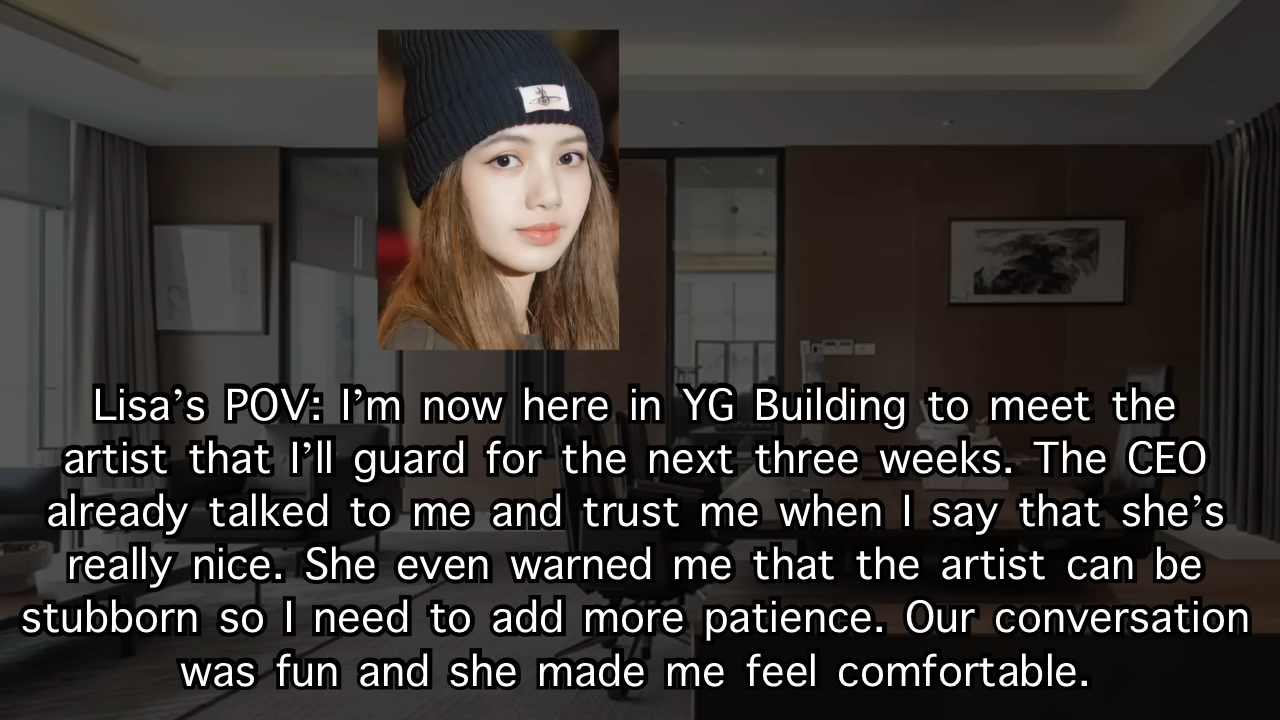 Lisa’s POV: I’m now here in YG Building to meet the
artist that I’ll guard for the next three weeks. The CEO
already talked to me and trust me when I say that she’s
really nice. She even warned me that the artist can be
stubborn so I need to add more patience. Our conversation
was fun and she made me feel comfortable.